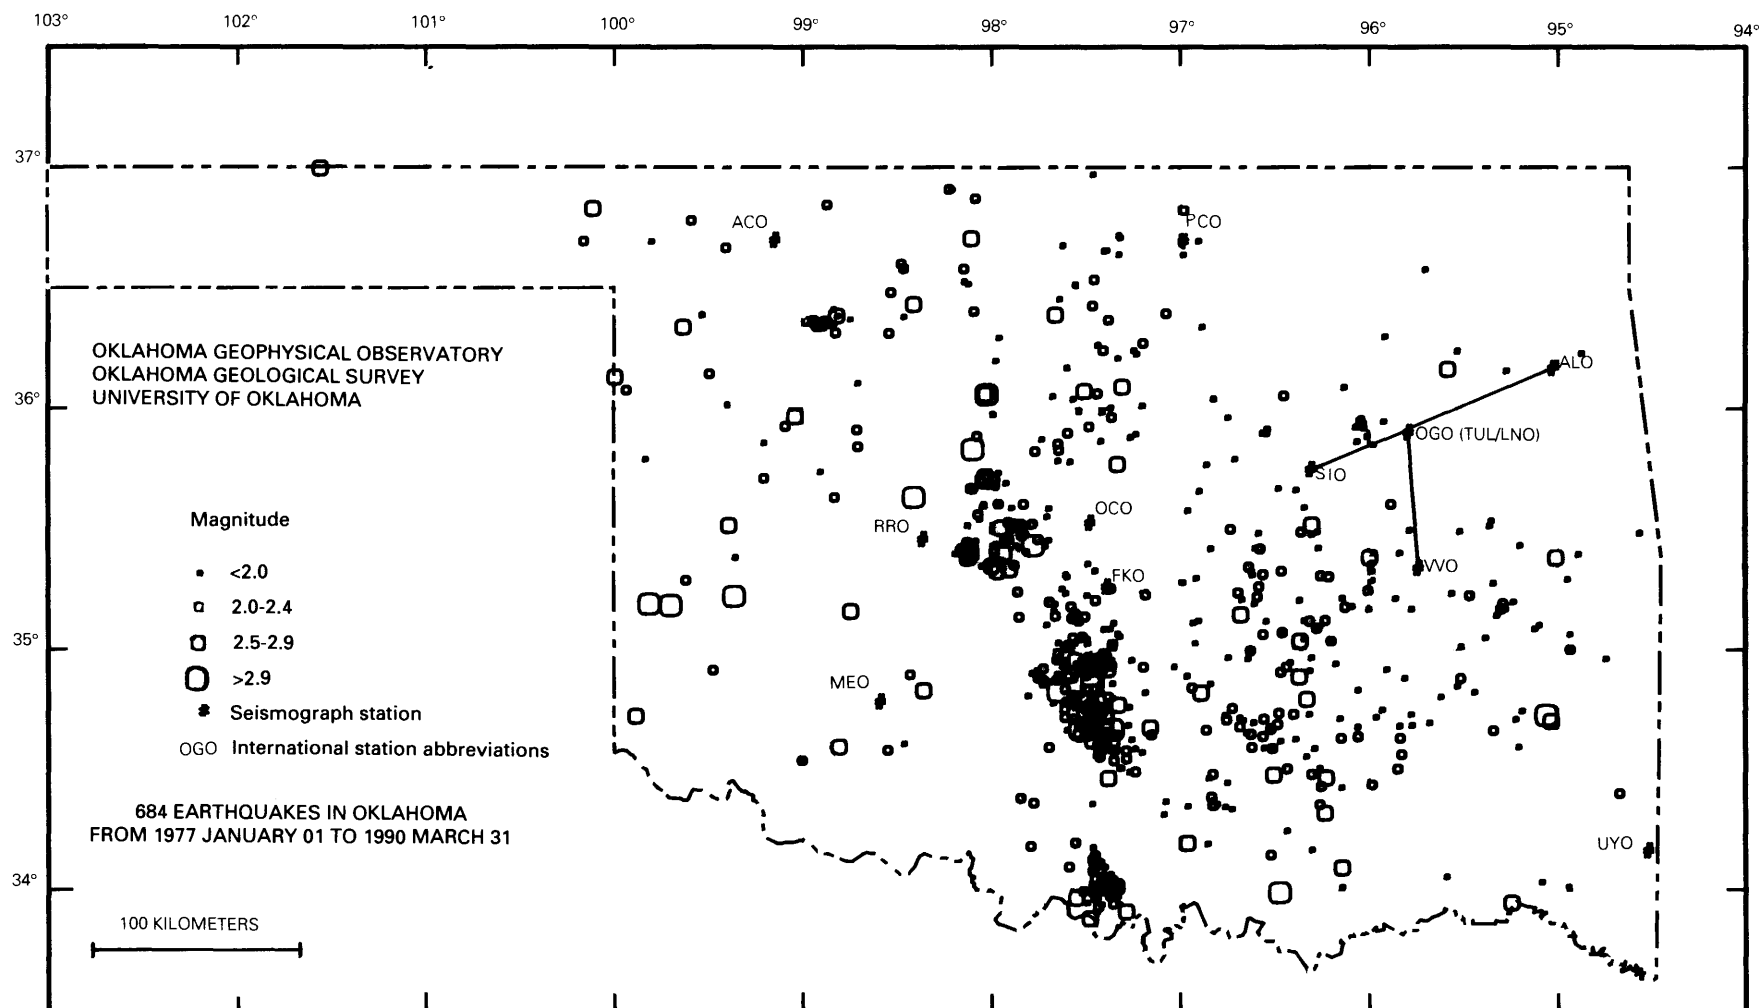 103° 102° 101° 100° 99° 98° 97° 96° 95° 94°
37°
ACO
PCO
OKLAHOMA GEOPHYSICAL OBSERVATORY
OKLAHOMA GEOLOGICAL SURVEY
UNIVERSITY OF OKLAHOMA
ALO
36°
OGO (TUL/LNO)
SIO
Magnitude
OCO
RRO
<2.0
VVO
FKO
2.0-2.4
35°
2.5-2.9
>2.9
MEO
Seismograph station
OGO International station abbreviations
684 EARTHQUAKES IN OKLAHOMA
FROM 1977 JANUARY 01 TO 1990 MARCH 31
UYO
34°
100 KILOMETERS